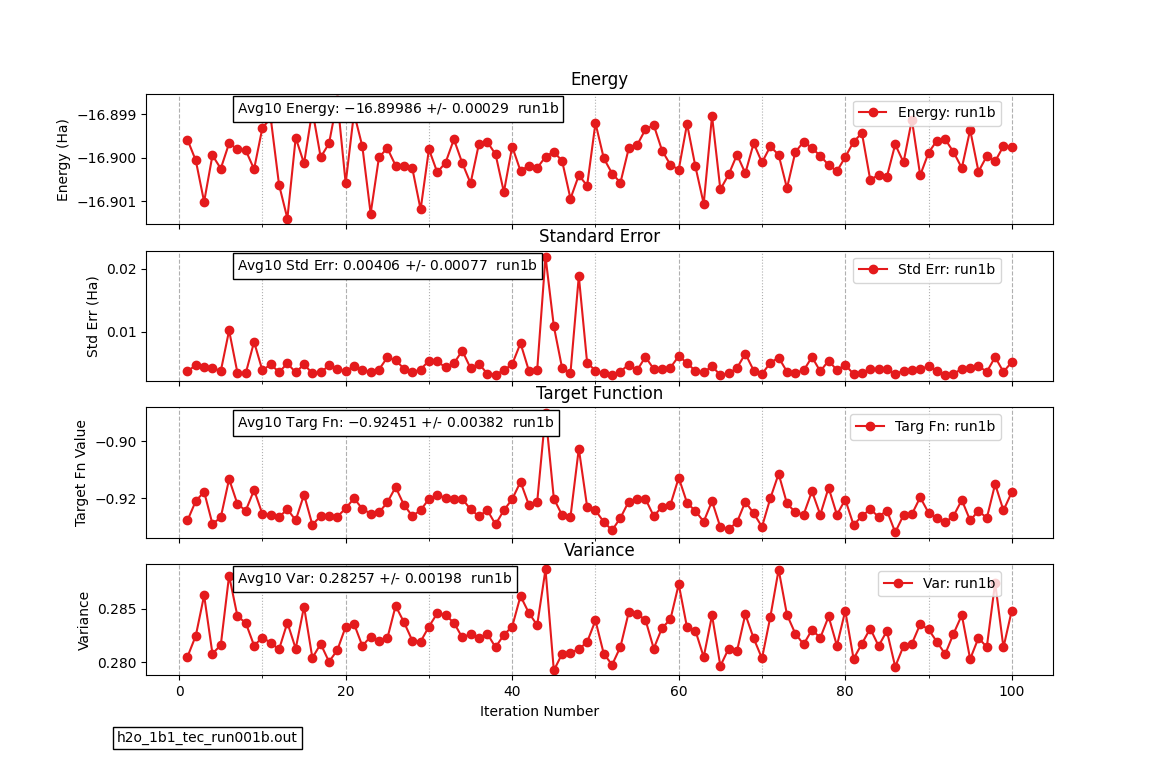 Energy
Avg10 Energy: −16.89986 +/- 0.00029  run1b
Energy: run1b
Energy (Ha)
−16.899
−16.900
−16.901
Standard Error
Avg10 Std Err: 0.00406 +/- 0.00077  run1b
Std Err: run1b
Std Err (Ha)
0.02
0.01
Target Function
Avg10 Targ Fn: −0.92451 +/- 0.00382  run1b
Targ Fn: run1b
Target Fn Value
−0.90
−0.92
Variance
Avg10 Var: 0.28257 +/- 0.00198  run1b
Var: run1b
Variance
0.285
0.280
0 20 40 60 80 100
Iteration Number
h2o_1b1_tec_run001b.out